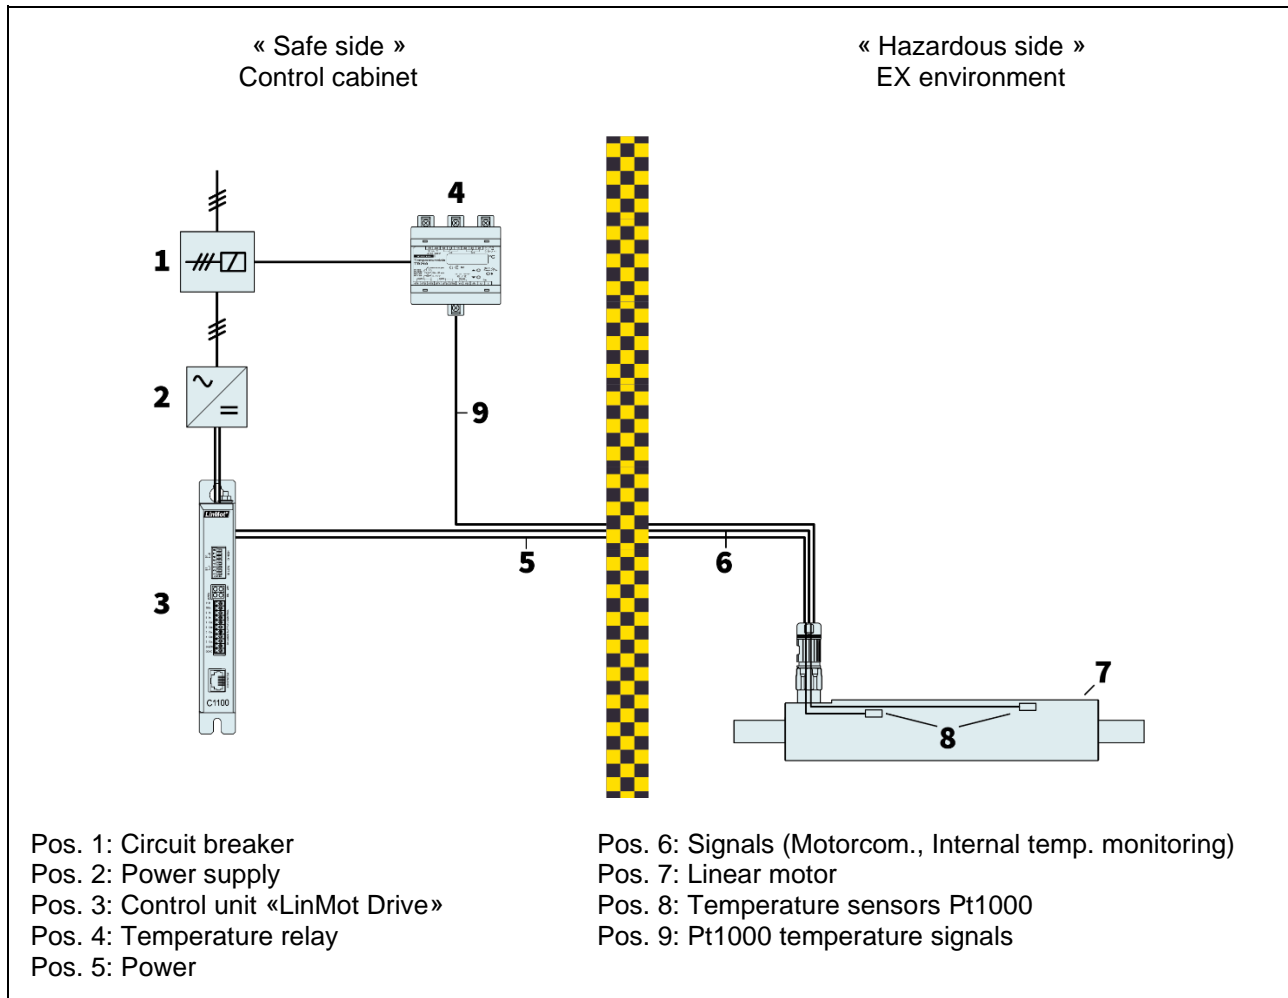 « Safe side »
Control cabinet
« Hazardous side »
EX environment
4
1
2
9
5
6
3
LinMot
C1100
7
8
Pos. 1: Circuit breaker
Pos. 2: Power supply
Pos. 3: Control unit «LinMot Drive»
Pos. 4: Temperature relay
Pos. 5: Power
Pos. 6: Signals (Motorcom., Internal temp. monitoring)
Pos. 7: Linear motor
Pos. 8: Temperature sensors Pt1000
Pos. 9: Pt1000 temperature signals